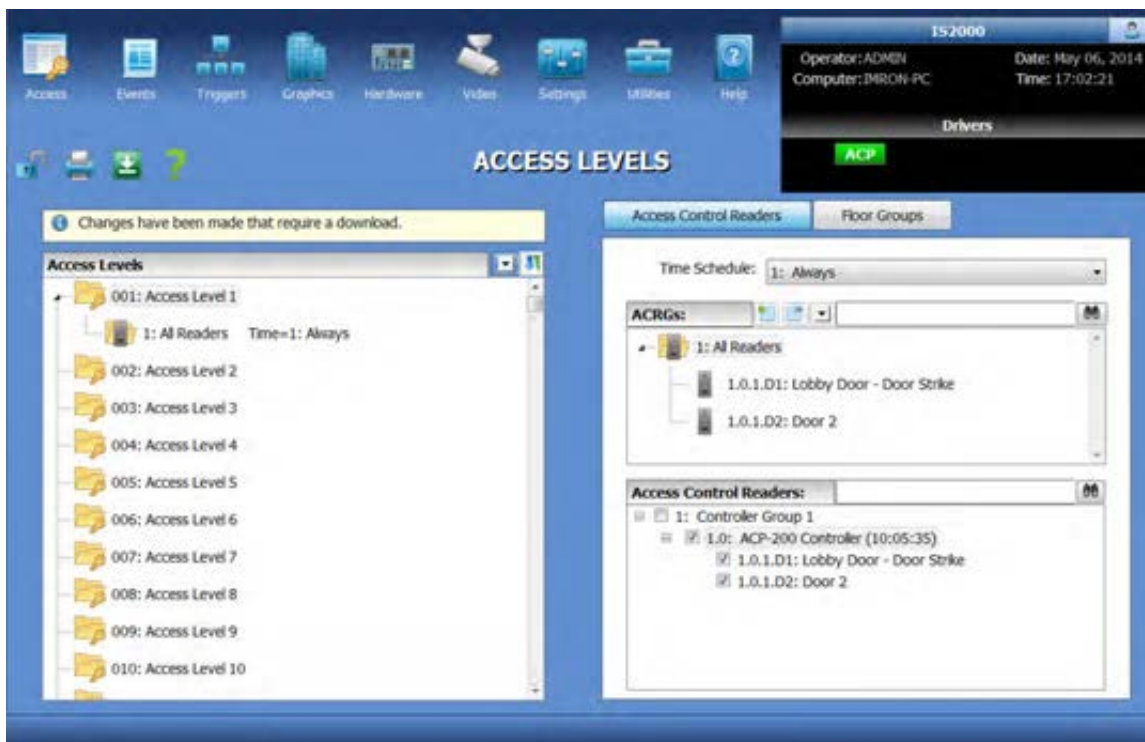 IS2000
Operator:ADMIN Date: May 06, 2014
Computer:IMRON-PC Time: 17:02:21
Drivers
ACP
Access Events Triggers Graphics Hardware Video Settings Utilities Help
ACCESS LEVELS
Changes have been made that require a download.
Access Levels
001: Access Level 1
1: All Readers Time=1: Always
002: Access Level 2
003: Access Level 3
004: Access Level 4
005: Access Level 5
006: Access Level 6
007: Access Level 7
008: Access Level 8
009: Access Level 9
010: Access Level 10
Access Control Readers Floor Groups
Time Schedule: 1: Always
ACRGs:
1: All Readers
1.0.1.D1: Lobby Door - Door Strike
1.0.1.D2: Door 2
Access Control Readers:
1: Controller Group 1
1.0: ACP-200 Controller (10:05:35)
1.0.1.D1: Lobby Door - Door Strike
1.0.1.D2: Door 2